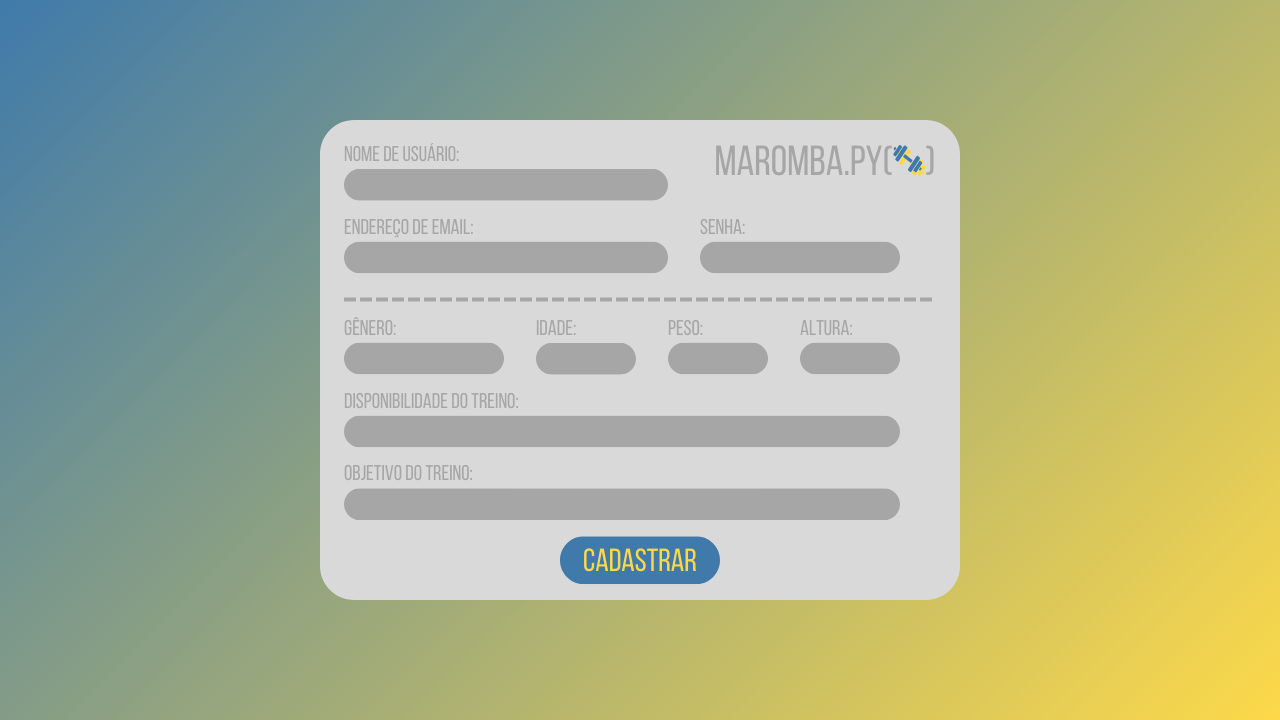 NOME DE USUÁRIO:
MAROMBA.PY()
ENDEREÇO DE EMAIL:
SENHA:
GÊNERO:
IDADE:
PESO:
ALTURA:
DISPONIBILIDADE DO TREINO:
OBJETIVO DO TREINO:
CADASTRAR